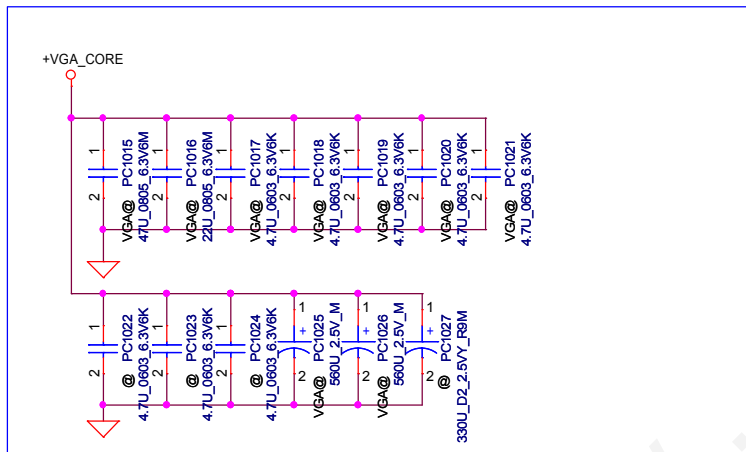 +VGA_CORE
1
2
VGA@ PC1015
47U_0805_6.3V6M
1
2
VGA@ PC1016
22U_0805_6.3V6M
1
2
VGA@ PC1017
4.7U_0603_6.3V6K
1
2
VGA@ PC1018
4.7U_0603_6.3V6K
1
2
VGA@ PC1019
4.7U_0603_6.3V6K
1
2
VGA@ PC1020
4.7U_0603_6.3V6K
1
2
VGA@ PC1021
4.7U_0603_6.3V6K
1
2
@ PC1022
4.7U_0603_6.3V6K
1
2
@ PC1023
4.7U_0603_6.3V6K
1
2
@ PC1024
4.7U_0603_6.3V6K
1
+
2
VGA@ PC1025
560U_2.5V_M
1
+
2
VGA@ PC1026
560U_2.5V_M
1
+
2
@ PC1027
330U_D2_2.5VY_R9M